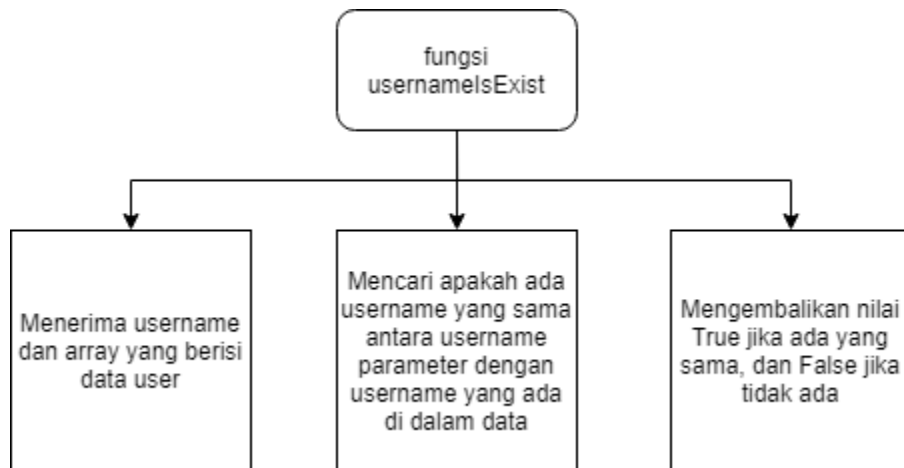 fungsi
usernameIsExist
Menerima username
dan array yang berisi
data user
Mencari apakah ada
username yang sama
antara username
parameter dengan
username yang ada
di dalam data
Mengembalikan nilai
True jika ada yang
sama, dan False jika
tidak ada